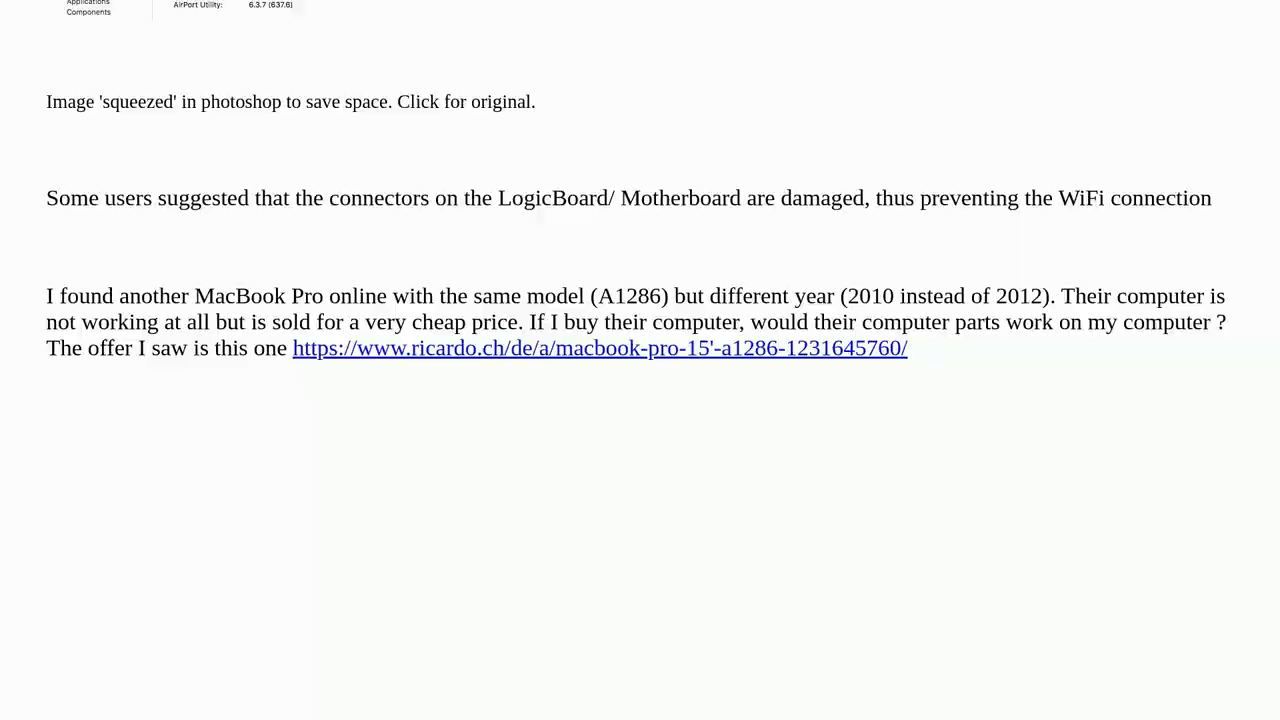 Applications
AirPort Utility: 6.3.7 (637.6)
Components
Image 'squeezed' in photoshop to save space. Click for original.
Some users suggested that the connectors on the LogicBoard/ Motherboard are damaged, thus preventing the WiFi connection
I found another MacBook Pro online with the same model (A1286) but different year (2010 instead of 2012). Their computer is
not working at all but is sold for a very cheap price. If I buy their computer, would their computer parts work on my computer ?
The offer I saw is this one https://www.ricardo.ch/de/a/macbook-pro-15'-a1286-1231645760/